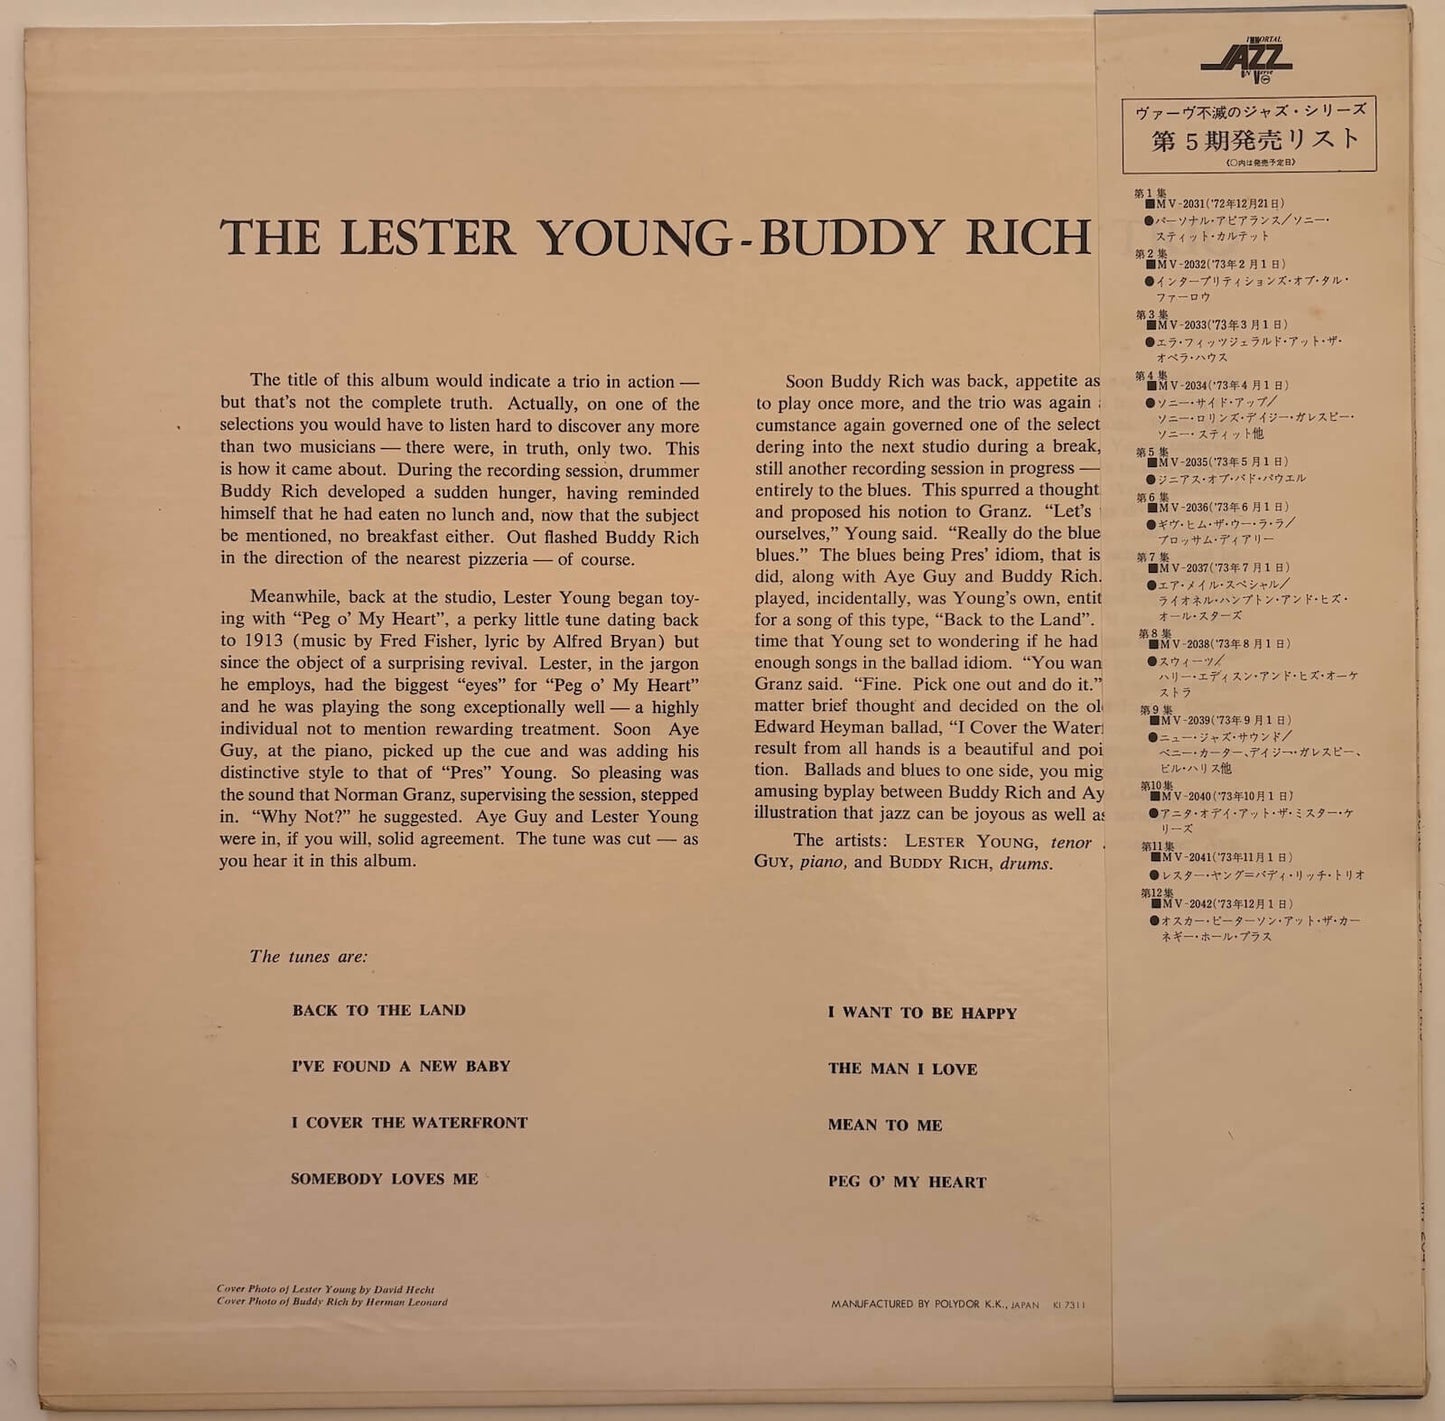 THE LESTER YOUNG-BUDDY RICH
The title of this album would indicate a trio in action —
but that's not the complete truth. Actually, on one of the
selections you would have to listen hard to discover any more
than two musicians — there were, in truth, only two. This
is how it came about. During the recording session, drummer
Buddy Rich developed a sudden hunger, having reminded
himself that he had eaten no lunch and, now that the subject
be mentioned, no breakfast either. Out flashed Buddy Rich
in the direction of the nearest pizzeria — of course.
Meanwhile, back at the studio, Lester Young began toy-
ing with "Peg o' My Heart", a perky little tune dating back
to 1913 (music by Fred Fisher, lyric by Alfred Bryan) but
since the object of a surprising revival. Lester, in the jargon
he employs, had the biggest "eyes" for "Peg o' My Heart"
and he was playing the song exceptionally well — a highly
individual not to mention rewarding treatment. Soon Aye
Guy, at the piano, picked up the cue and was adding his
distinctive style to that of "Pres" Young. So pleasing was
the sound that Norman Granz, supervising the session, stepped
in. "Why Not?" he suggested. Aye Guy and Lester Young
were in, if you will, solid agreement. The tune was cut — as
you hear it in this album.
Soon Buddy Rich was back, appetite as
to play once more, and the trio was again
cumstance again governed one of the select
dering into the next studio during a break,
still another recording session in progress —
entirely to the blues. This spurred a thought
and proposed his notion to Granz. "Let's
ourselves," Young said. "Really do the blue
blues." The blues being Pres' idiom, that is
did, along with Aye Guy and Buddy Rich.
played, incidentally, was Young's own, entit
for a song of this type, "Back to the Land".
time that Young set to wondering if he had
enough songs in the ballad idiom. "You wan
Granz said. "Fine. Pick one out and do it."
matter brief thought and decided on the ol
Edward Heyman ballad, "I Cover the Water
result from all hands is a beautiful and poi
tion. Ballads and blues to one side, you mig
amusing byplay between Buddy Rich and Ay
illustration that jazz can be joyous as well as
The artists: LESTER YOUNG, tenor
GUY, piano, and BUDDY RICH, drums.
The tunes are:
BACK TO THE LAND
I'VE FOUND A NEW BABY
I COVER THE WATERFRONT
SOMEBODY LOVES ME
I WANT TO BE HAPPY
THE MAN I LOVE
MEAN TO ME
PEG O' MY HEART
Cover Photo of Lester Young by David Hecht
Cover Photo of Buddy Rich by Herman Leonard
MANUFACTURED BY POLYDOR K.K., JAPAN KI 7311
IMMORTAL
JAZZ
ON Verve
ヴァーヴ不滅のジャズ・シリーズ
第5期発売リスト
(〇内は発売予定日)
第1集
■MV-2031('72年12月21日)
●パーソナル・アピアランス/ソニー・
スティット・カルテット
第2集
■MV-2032('73年2月1日)
●インタープリティションズ・オブ・タル・
ファーロウ
第3集
■MV-2033('73年3月1日)
●エラ・フィッツジェラルド・アット・ザ・
オペラ・ハウス
第4集
■MV-2034('73年4月1日)
●ソニー・サイド・アップ/
ソニー・ロリンズ・デイジー・ガレスピー・
ソニー・スティット他
第5集
■MV-2035('73年5月1日)
●ジニアス・オブ・バド・パウエル
第6集
■MV-2036('73年6月1日)
●ギヴ・ヒム・ザ・ウー・ラ・ラ/
ブロッサム・ディアリー
第7集
■MV-2037('73年7月1日)
●エア・メイル・スペシャル/
ライオネル・ハンプトン・アンド・ヒズ・
オール・スターズ
第8集
■MV-2038('73年8月1日)
●スウィーツ/
ハリー・エディスン・アンド・ヒズ・オーケ
ストラ
第9集
■MV-2039('73年9月1日)
●ニュー・ジャズ・サウンド/
ベニー・カーター、デイジー・ガレスピー、
ビル・ハリス他
第10集
■MV-2040('73年10月1日)
●アニタ・オデイ・アット・ザ・ミスター・ケ
リーズ
第11集
■MV-2041('73年11月1日)
●レスター・ヤング=バディ・リッチ・トリオ
第12集
■MV-2042('73年12月1日)
●オスカー・ピーターソン・アット・ザ・カー
ネギー・ホール・プラス